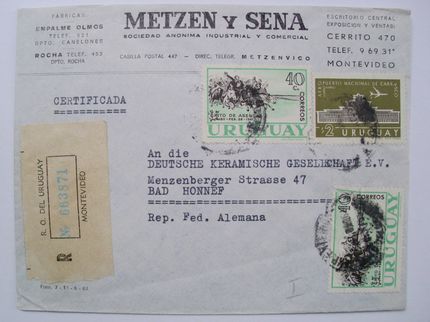 FABRICAS:
EMPALME OLMOS
TELEF. 521
DPTO. CANELONES
ROCHA TELEF. 453
DPTO. ROCHA
METZEN Y SENA
SOCIEDAD ANONIMA INDUSTRIAL Y COMERCIAL
CASILLA POSTAL 447 - DIREC. TELEGR. METZENVICO
ESCRITORIO CENTRAL
EXPOSICION Y VENTAS:
CERRITO 470
TELEF. 9 69 31
MONTEVIDEO
CERTIFICADA
40
CORREOS
URUGUAY
AEROPUERTO NACIONAL DE CARRASCO
$2
URUGUAY
R. O. DEL URUGUAY
R
Nº 663871
MONTEVIDEO
An die
DEUTSCHE KERAMISCHE GESELLSCHAFT E.V.
Menzenberger Strasse 47
BAD HONNEF
Rep. Fed. Alemana
40
CORREOS
URUGUAY
I